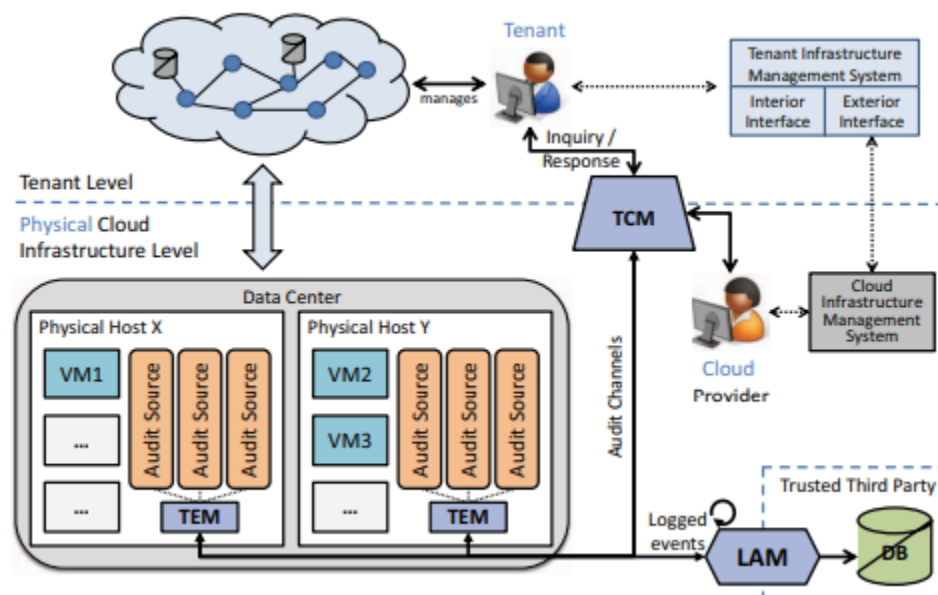 Tenant
manages
Tenant Infrastructure
Management System
Interior
Interface
Exterior
Interface
Inquiry /
Response
Tenant Level
TCM
Physical Cloud
Infrastructure Level
Data Center
Physical Host X
VM1
...
...
Audit Source
Audit Source
Audit Source
TEM
Physical Host Y
VM2
VM3
...
Audit Source
Audit Source
Audit Source
TEM
Audit Channels
Cloud
Provider
Cloud
Infrastructure
Management
System
Logged
events
LAM
Trusted Third Party
DB